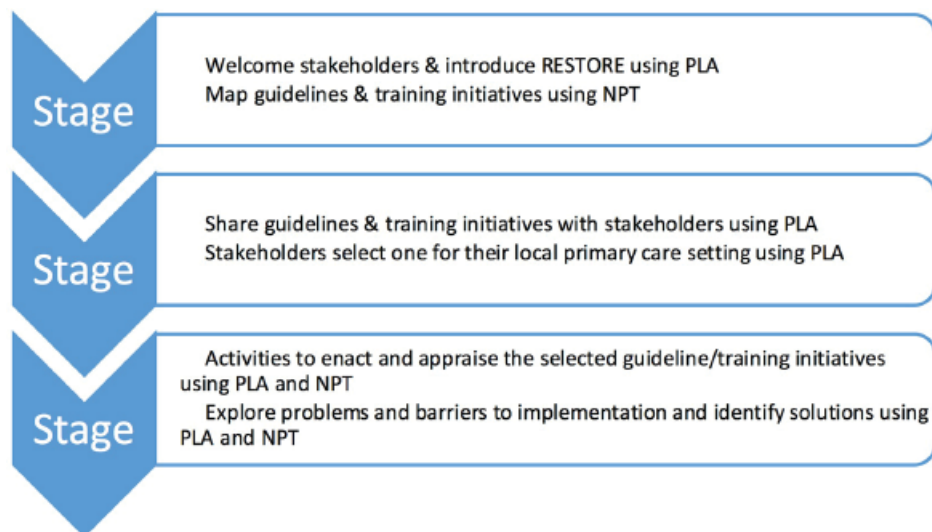 Stage
Welcome stakeholders & introduce RESTORE using PLA
Map guidelines & training initiatives using NPT
Stage
Share guidelines & training initiatives with stakeholders using PLA
Stakeholders select one for their local primary care setting using PLA
Stage
Activities to enact and appraise the selected guideline/training initiatives
using PLA and NPT
Explore problems and barriers to implementation and identify solutions using
PLA and NPT